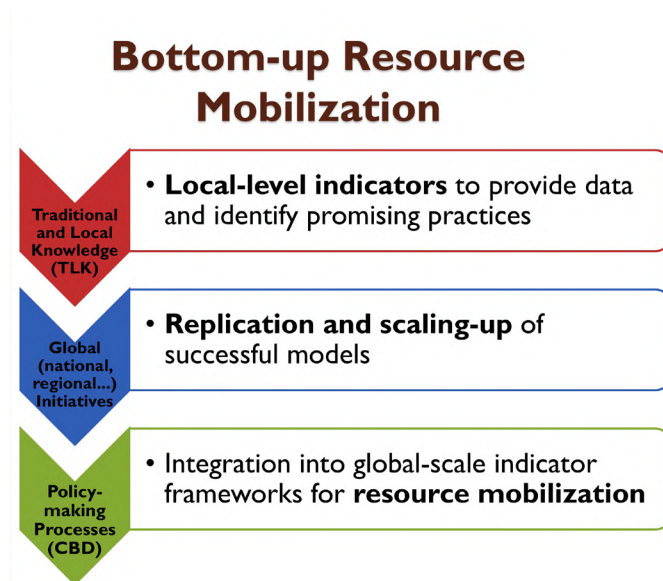 Bottom-up Resource
Mobilization
Traditional
and Local
Knowledge
(TLK)
• Local-level indicators to provide data
and identify promising practices
Global
(national,
regional...)
Initiatives
• Replication and scaling-up of
successful models
Policy-
making
Processes
(CBD)
• Integration into global-scale indicator
frameworks for resource mobilization